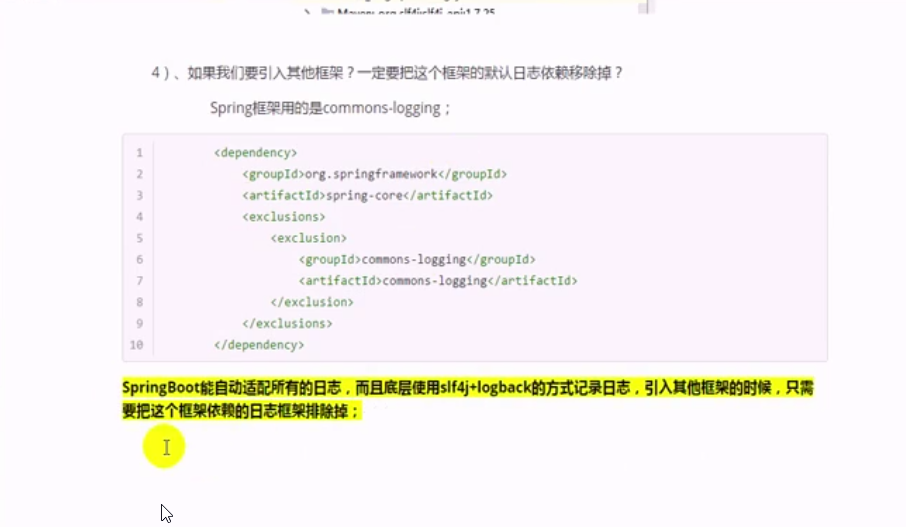 Maven: org.slf4j:slf4j-api:1.7.25
4）、如果我们要引入其他框架？一定要把这个框架的默认日志依赖移除掉？
Spring框架用的是commons-logging；
1 <dependency>
2 <groupId>org.springframework</groupId>
3 <artifactId>spring-core</artifactId>
4 <exclusions>
5 <exclusion>
6 <groupId>commons-logging</groupId>
7 <artifactId>commons-logging</artifactId>
8 </exclusion>
9 </exclusions>
10 </dependency>
SpringBoot能自动适配所有的日志，而且底层使用slf4j+logback的方式记录日志，引入其他框架的时候，只需
要把这个框架依赖的日志框架排除掉；